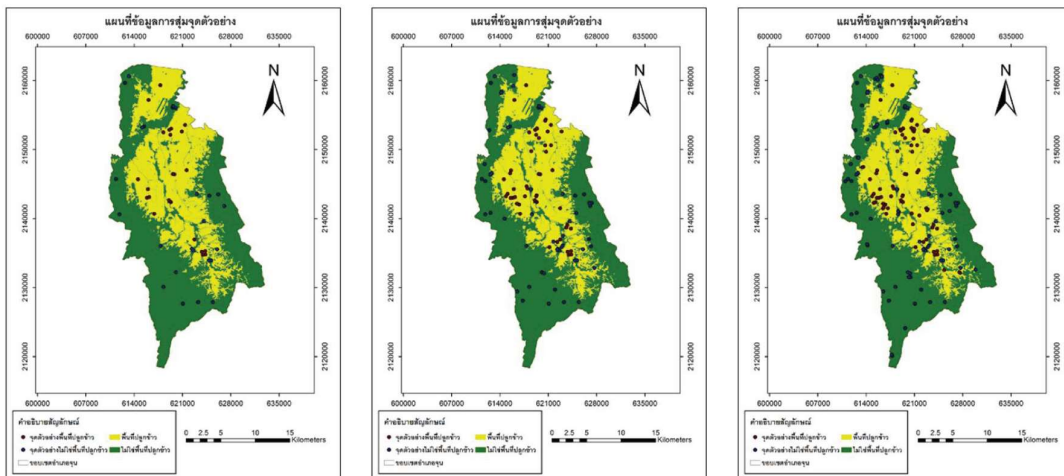 แผนที่ข้อมูลการสุ่มจุดตัวอย่าง
600000 607000 614000 621000 628000 635000
2160000 2160000
2150000 2150000
2140000 2140000
2130000 2130000
2120000 2120000
N
600000 607000 614000 621000 628000 635000
คำอธิบายสัญลักษณ์
จุดตัวอย่างพื้นที่ปลูกข้าว พื้นที่ปลูกข้าว
จุดตัวอย่างไม่ใช่พื้นที่ปลูกข้าว ไม่ใช่พื้นที่ปลูกข้าว
ขอบเขตอำเภอจุน
0 2.5 5 10 15
Kilometers
แผนที่ข้อมูลการสุ่มจุดตัวอย่าง
600000 607000 614000 621000 628000 635000
2160000 2160000
2150000 2150000
2140000 2140000
2130000 2130000
2120000 2120000
N
600000 607000 614000 621000 628000 635000
คำอธิบายสัญลักษณ์
จุดตัวอย่างพื้นที่ปลูกข้าว พื้นที่ปลูกข้าว
จุดตัวอย่างไม่ใช่พื้นที่ปลูกข้าว ไม่ใช่พื้นที่ปลูกข้าว
ขอบเขตอำเภอจุน
0 2.5 5 10 15
Kilometers
แผนที่ข้อมูลการสุ่มจุดตัวอย่าง
600000 607000 614000 621000 628000 635000
2160000 2160000
2150000 2150000
2140000 2140000
2130000 2130000
2120000 2120000
N
600000 607000 614000 621000 628000 635000
คำอธิบายสัญลักษณ์
จุดตัวอย่างพื้นที่ปลูกข้าว พื้นที่ปลูกข้าว
จุดตัวอย่างไม่ใช่พื้นที่ปลูกข้าว ไม่ใช่พื้นที่ปลูกข้าว
ขอบเขตอำเภอจุน
0 2.5 5 10 15
Kilometers